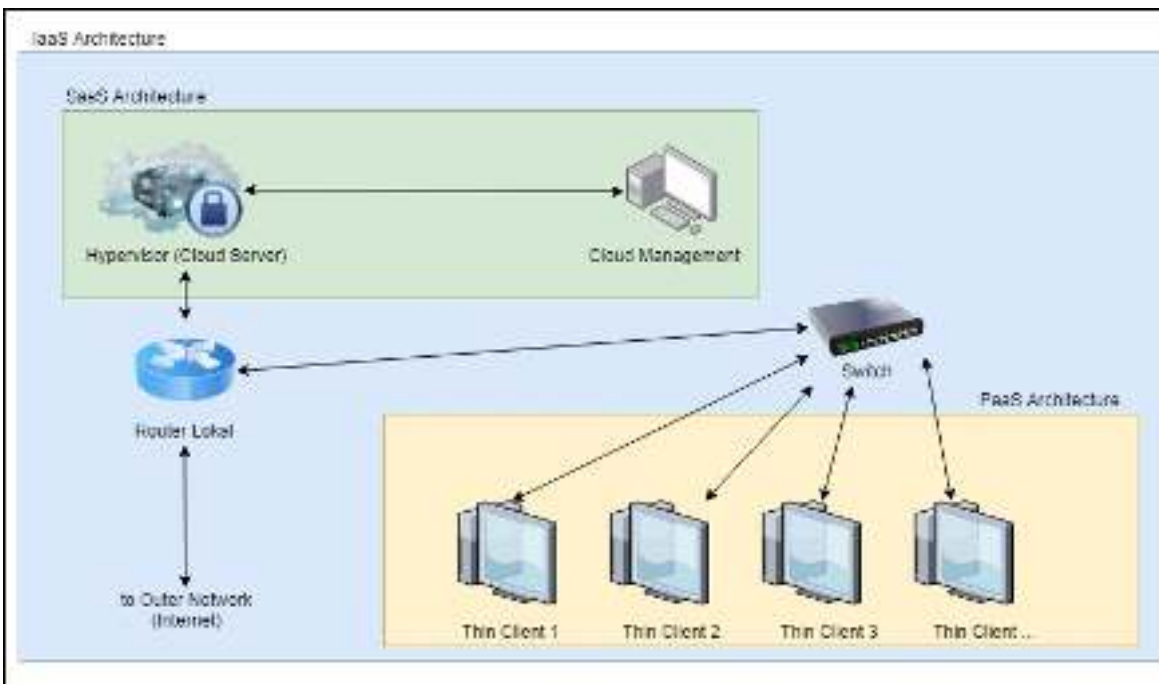 IaaS Architecture
SaaS Architecture
Hypervisor (Cloud Server)
Cloud Management
Switch
PaaS Architecture
Router Lokal
to Outer Network
(Internet)
Thin Client 1
Thin Client 2
Thin Client 3
Thin Client ...